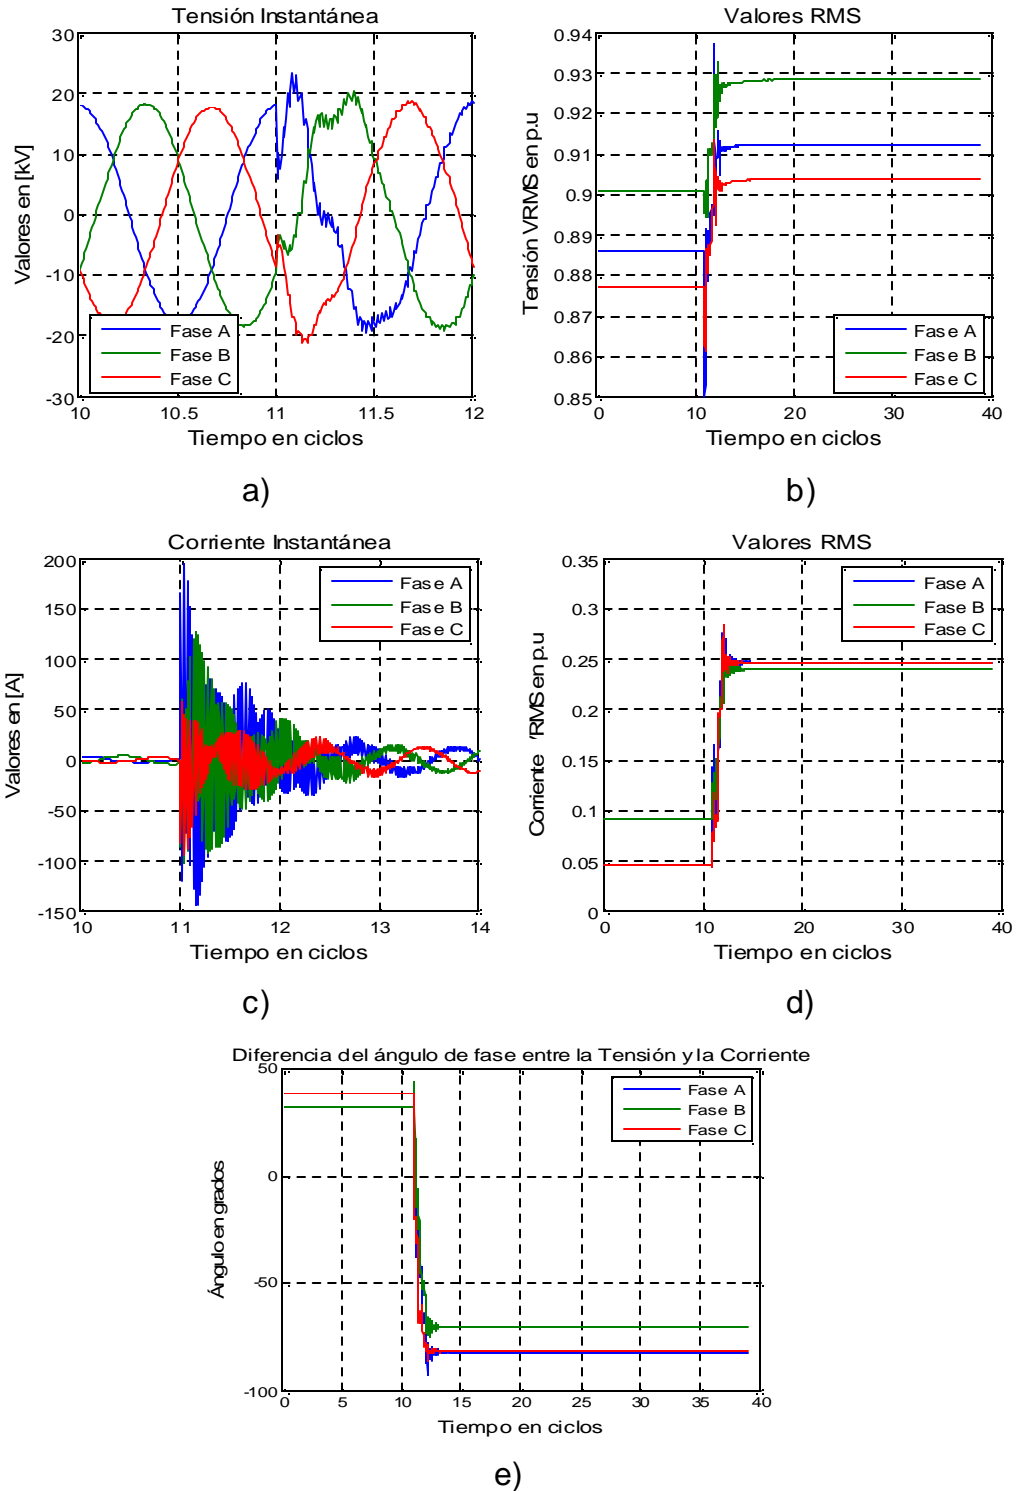 Tensión Instantánea
Valores en [kV]
30
20
10
0
-10
-20
-30
Fase A
Fase B
Fase C
10
10.5
11
11.5
12
Tiempo en ciclos
a)
Valores RMS
Tensión VRMS en p.u
0.94
0.93
0.92
0.91
0.9
0.89
0.88
0.87
0.86
0.85
Fase A
Fase B
Fase C
0
10
20
30
40
Tiempo en ciclos
b)
Corriente Instantánea
Valores en [A]
200
150
100
50
0
-50
-100
-150
Fase A
Fase B
Fase C
10
11
12
13
14
Tiempo en ciclos
c)
Valores RMS
Corriente 'RMS en p.u
0.35
0.3
0.25
0.2
0.15
0.1
0.05
0
Fase A
Fase B
Fase C
0
10
20
30
40
Tiempo en ciclos
d)
Diferencia del ángulo de fase entre la Tensión y la Corriente
Ángulo en grados
50
0
-50
-100
Fase A
Fase B
Fase C
0
5
10
15
20
25
30
35
40
Tiempo en ciclos
e)